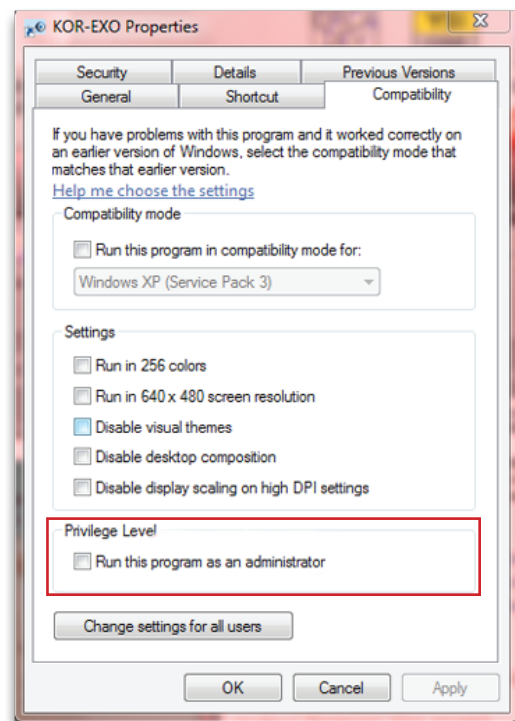 KOR-EXO Properties
Security Details Previous Versions
General Shortcut Compatibility
If you have problems with this program and it worked correctly on
an earlier version of Windows, select the compatibility mode that
matches that earlier version.
Help me choose the settings
Compatibility mode
Run this program in compatibility mode for:
Windows XP (Service Pack 3)
Settings
Run in 256 colors
Run in 640 x 480 screen resolution
Disable visual themes
Disable desktop composition
Disable display scaling on high DPI settings
Privilege Level
Run this program as an administrator
Change settings for all users
OK Cancel Apply